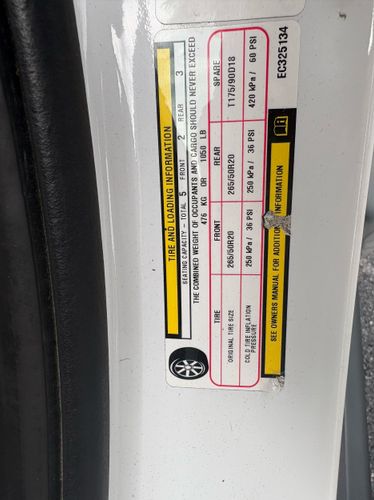 TIRE AND LOADING INFORMATION
SEATING CAPACITY - TOTAL 5 FRONT 2 REAR 3
THE COMBINED WEIGHT OF OCCUPANTS AND CARGO SHOULD NEVER EXCEED
476 KG OR 1050 LB
TIRE FRONT REAR SPARE
ORIGINAL TIRE SIZE 265/50R20 265/50R20 T175/90D18
COLD TIRE INFLATION
PRESSURE 250 kPa / 36 PSI 250 kPa / 36 PSI 420 kPa / 60 PSI
SEE OWNERS MANUAL FOR ADDITIONAL INFORMATION
EC325134